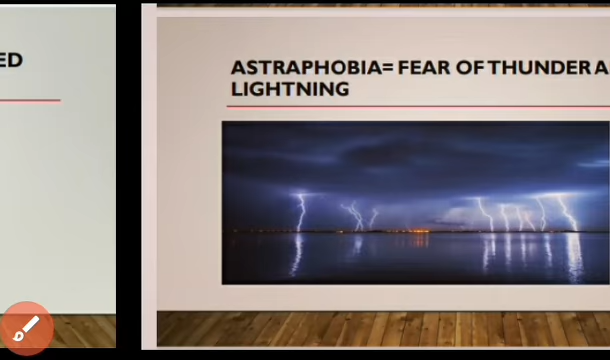 ED
ASTRAPHOBIA= FEAR OF THUNDER A
LIGHTNING